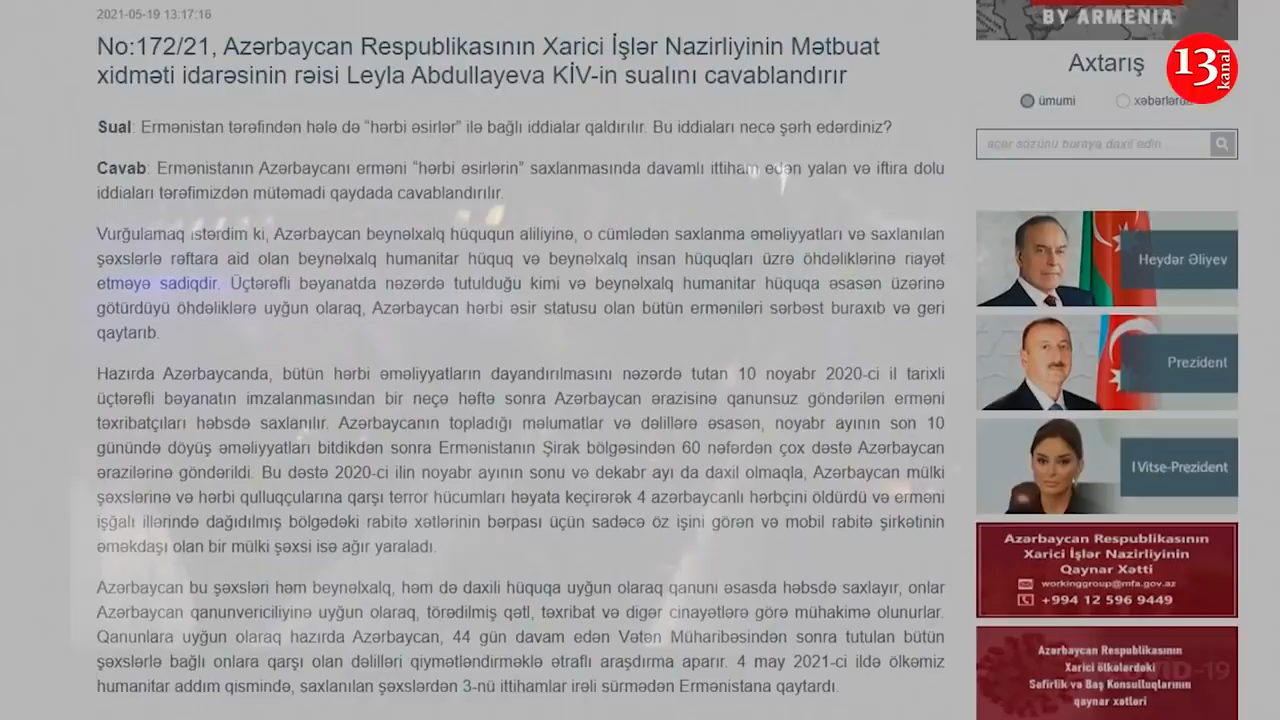 2021-05-19 13:17:16
No:172/21, Azərbaycan Respublikasının Xarici İşlər Nazirliyinin Mətbuat
xidməti idarəsinin rəisi Leyla Abdullayeva KİV-in sualını cavablandırır
Sual: Ermənistan tərəfindən hələ də “hərbi əsirlər” ilə bağlı iddialar qaldırılır. Bu iddiaları necə şərh edərdiniz?
Cavab: Ermənistanın Azərbaycanı erməni “hərbi əsirlərin” saxlanmasında davamlı ittiham edən yalan və iftira dolu
iddiaları tərəfimizdən mütəmadi qaydada cavablandırılır.
Vurğulamaq istərdim ki, Azərbaycan beynəlxalq hüququn aliliyinə, o cümlədən saxlanma əməliyyatları və saxlanılan
şəxslərlə rəftara aid olan beynəlxalq humanitar hüquq və beynəlxalq insan hüquqları üzrə öhdəliklərinə riayət
etməyə sadiqdir. Üçtərəfli bəyanatda nəzərdə tutulduğu kimi və beynəlxalq humanitar hüquqa əsasən üzərinə
götürdüyü öhdəliklərə uyğun olaraq, Azərbaycan hərbi əsir statusu olan bütün erməniləri sərbəst buraxıb və geri
qaytarıb.
Hazırda Azərbaycanda, bütün hərbi əməliyyatların dayandırılmasını nəzərdə tutan 10 noyabr 2020-ci il tarixli
üçtərəfli bəyanatın imzalanmasından bir neçə həftə sonra Azərbaycan ərazisinə qanunsuz göndərilən erməni
təxribatçıları həbsdə saxlanılır. Azərbaycanın topladığı məlumatlar və dəlillərə əsasən, noyabr ayının son 10
günündə döyüş əməliyyatları bitdikdən sonra Ermənistanın Şirak bölgəsindən 60 nəfərdən çox dəstə Azərbaycan
ərazilərinə göndərildi. Bu dəstə 2020-ci ilin noyabr ayının sonu və dekabr ayı da daxil olmaqla, Azərbaycan mülki
şəxslərinə və hərbi qulluqçularına qarşı terror hücumları həyata keçirərək 4 azərbaycanlı hərbçini öldürdü və erməni
işğalı illərində dağıdılmış bölgədəki rabitə xətlərinin bərpası üçün sadəcə öz işini görən və mobil rabitə şirkətinin
əməkdaşı olan bir mülki şəxsi isə ağır yaraladı.
Azərbaycan bu şəxsləri həm beynəlxalq, həm də daxili hüquqa uyğun olaraq qanuni əsasda həbsdə saxlayır, onlar
Azərbaycan qanunvericiliyinə uyğun olaraq, törədilmiş qətl, təxribat və digər cinayətlərə görə mühakimə olunurlar.
Qanunlara uyğun olaraq hazırda Azərbaycan, 44 gün davam edən Vətən Müharibəsindən sonra tutulan bütün
şəxslərlə bağlı onlara qarşı olan dəlilləri qiymətləndirməklə ətraflı araşdırma aparır. 4 may 2021-ci ildə ölkəmiz
humanitar addım qismində, saxlanılan şəxslərdən 3-nü ittihamlar irəli sürmədən Ermənistana qaytardı.
BY ARMENIA
13 kanal
Axtarış
ümumi
xəbərlərdə
açar sözünü buraya daxil edin
Heydər Əliyev
Prezident
I Vitse-Prezident
Azərbaycan Respublikasının
Xarici İşlər Nazirliyinin
Qaynar Xətti
workinggroup@mfa.gov.az
+994 12 596 9449
Azərbaycan Respublikasının
Xarici ölkələrdəki
Səfirlik və Baş Konsulluqlarının
qaynar xətləri